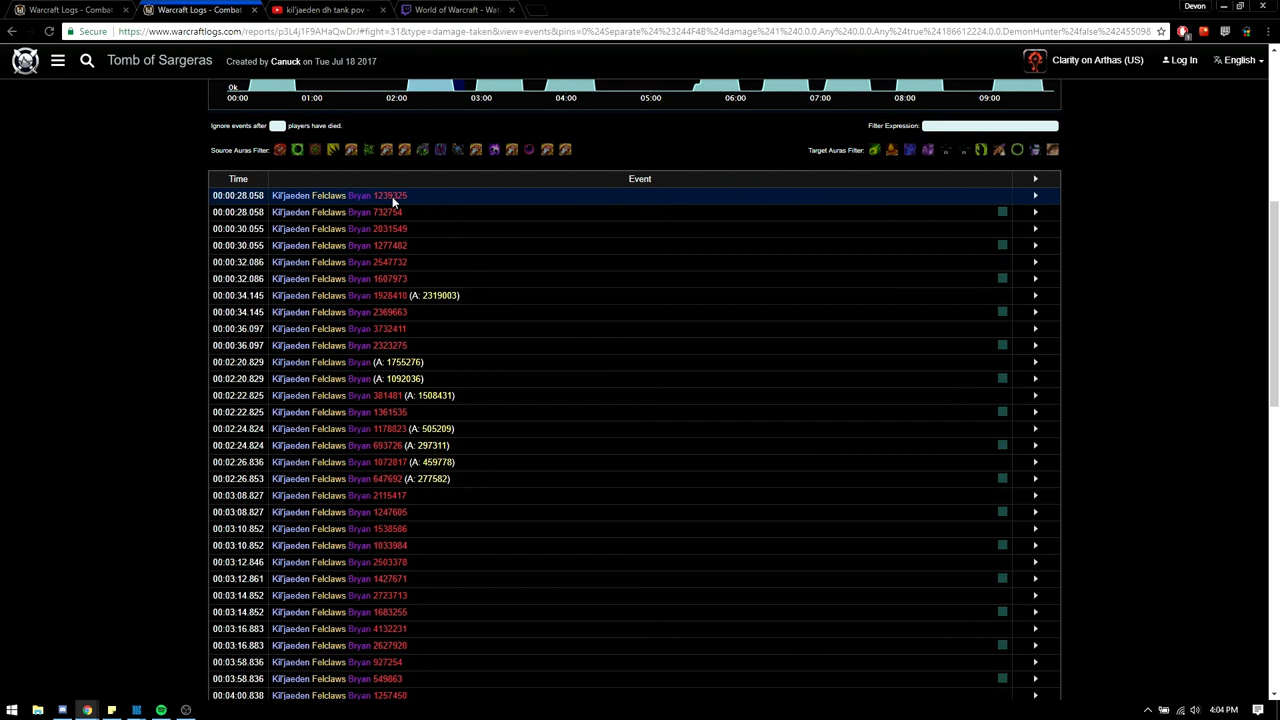 Warcraft Logs - Combat
Warcraft Logs - Combat
kil'jaeden dh tank pov -
World of Warcraft - Wat
Devon
Secure
https://www.warcraftlogs.com/reports/p3L4j1F9AHaQwDrJ#fight=31&type=damage-taken&view=events&pins=0%24Separate%24%23244F4B%24damage%241%240.0.0.Any%240.0.0.Any%24true%24186612224.0.0.DemonHunter%24false%24245509
Tomb of Sargeras
Created by Canuck on Tue Jul 18 2017
Clarity on Arthas (US)
Log In
English
0k
00:00 01:00 02:00 03:00 04:00 05:00 06:00 07:00 08:00 09:00
Ignore events after players have died.
Filter Expression:
Source Auras Filter:
Target Auras Filter:
Time Event
00:00:28.058 Kil'jaeden Felclaws Bryan 1239325
00:00:28.058 Kil'jaeden Felclaws Bryan 732754
00:00:30.055 Kil'jaeden Felclaws Bryan 2031549
00:00:30.055 Kil'jaeden Felclaws Bryan 1277482
00:00:32.086 Kil'jaeden Felclaws Bryan 2547732
00:00:32.086 Kil'jaeden Felclaws Bryan 1607973
00:00:34.145 Kil'jaeden Felclaws Bryan 1928410 (A: 2319003)
00:00:34.145 Kil'jaeden Felclaws Bryan 2369663
00:00:36.097 Kil'jaeden Felclaws Bryan 3732411
00:00:36.097 Kil'jaeden Felclaws Bryan 2323275
00:02:20.829 Kil'jaeden Felclaws Bryan (A: 1755276)
00:02:20.829 Kil'jaeden Felclaws Bryan (A: 1092036)
00:02:22.825 Kil'jaeden Felclaws Bryan 381481 (A: 1508431)
00:02:22.825 Kil'jaeden Felclaws Bryan 1361535
00:02:24.824 Kil'jaeden Felclaws Bryan 1178823 (A: 505209)
00:02:24.824 Kil'jaeden Felclaws Bryan 693726 (A: 297311)
00:02:26.836 Kil'jaeden Felclaws Bryan 1072817 (A: 459778)
00:02:26.853 Kil'jaeden Felclaws Bryan 647692 (A: 277582)
00:03:08.827 Kil'jaeden Felclaws Bryan 2115417
00:03:08.827 Kil'jaeden Felclaws Bryan 1247605
00:03:10.852 Kil'jaeden Felclaws Bryan 1538586
00:03:10.852 Kil'jaeden Felclaws Bryan 1033984
00:03:12.846 Kil'jaeden Felclaws Bryan 2503378
00:03:12.861 Kil'jaeden Felclaws Bryan 1427671
00:03:14.852 Kil'jaeden Felclaws Bryan 2723713
00:03:14.852 Kil'jaeden Felclaws Bryan 1683255
00:03:16.883 Kil'jaeden Felclaws Bryan 4132231
00:03:16.883 Kil'jaeden Felclaws Bryan 2627920
00:03:58.836 Kil'jaeden Felclaws Bryan 927254
00:03:58.836 Kil'jaeden Felclaws Bryan 549863
00:04:00.838 Kil'jaeden Felclaws Bryan 1257450
4:04 PM